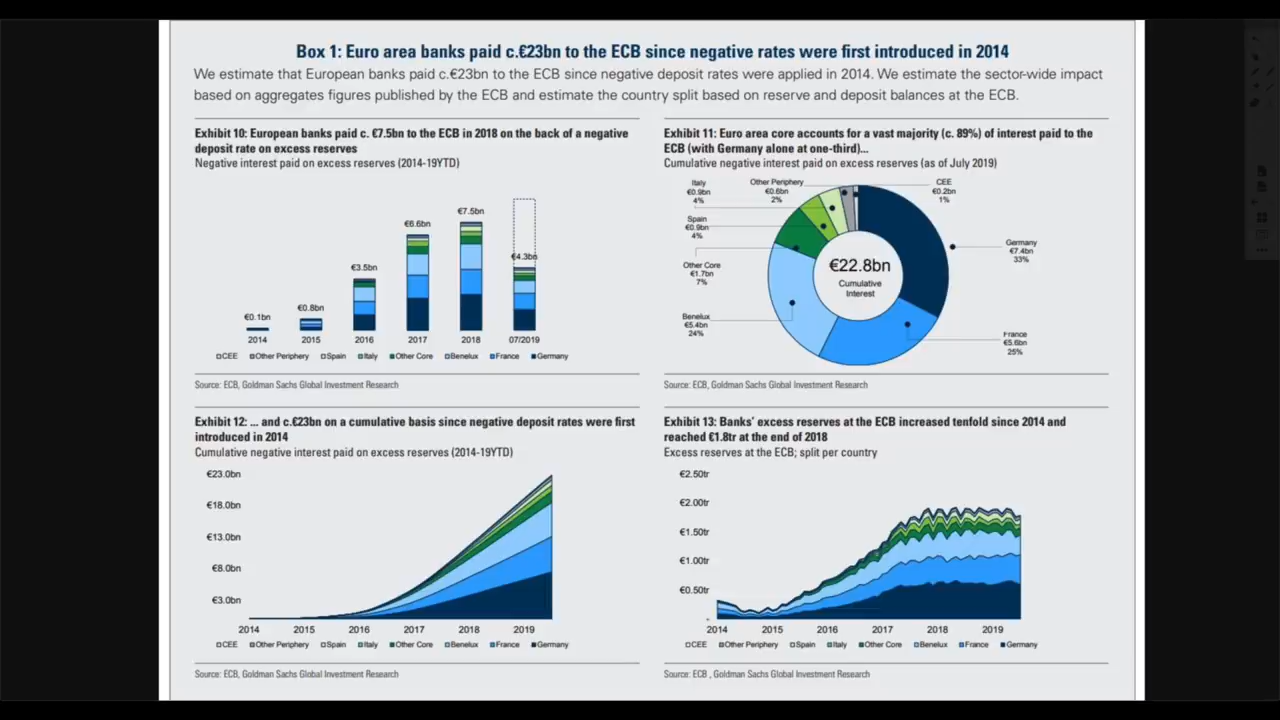 Box 1: Euro area banks paid c.€23bn to the ECB since negative rates were first introduced in 2014
We estimate that European banks paid c.€23bn to the ECB since negative deposit rates were applied in 2014. We estimate the sector-wide impact
based on aggregates figures published by the ECB and estimate the country split based on reserve and deposit balances at the ECB.
Exhibit 10: European banks paid c. €7.5bn to the ECB in 2018 on the back of a negative
deposit rate on excess reserves
Negative interest paid on excess reserves (2014-19YTD)
€0.1bn
€0.8bn
€3.5bn
€6.6bn
€7.5bn
€4.3bn
2014 2015 2016 2017 2018 07/2019
CEE Other Periphery Spain Italy Other Core Benelux France Germany
Source: ECB, Goldman Sachs Global Investment Research
Exhibit 11: Euro area core accounts for a vast majority (c. 89%) of interest paid to the
ECB (with Germany alone at one-third)...
Cumulative negative interest paid on excess reserves (as of July 2019)
Italy
€0.9bn
4%
Other Periphery
€0.6bn
2%
CEE
€0.2bn
1%
Spain
€0.9bn
4%
Germany
€7.4bn
33%
Other Core
€1.7bn
7%
€22.8bn
Cumulative
Interest
Benelux
€5.4bn
24%
France
€5.6bn
25%
Source: ECB, Goldman Sachs Global Investment Research
Exhibit 12: ... and c.€23bn on a cumulative basis since negative deposit rates were first
introduced in 2014
Cumulative negative interest paid on excess reserves (2014-19YTD)
€23.0bn
€18.0bn
€13.0bn
€8.0bn
€3.0bn
2014 2015 2016 2017 2018 2019
CEE Other Periphery Spain Italy Other Core Benelux France Germany
Source: ECB, Goldman Sachs Global Investment Research
Exhibit 13: Banks' excess reserves at the ECB increased tenfold since 2014 and
reached €1.8tr at the end of 2018
Excess reserves at the ECB; split per country
€2.50tr
€2.00tr
€1.50tr
€1.00tr
€0.50tr
-
2014 2015 2016 2017 2018 2019
CEE Other Periphery Spain Italy Other Core Benelux France Germany
Source: ECB , Goldman Sachs Global Investment Research